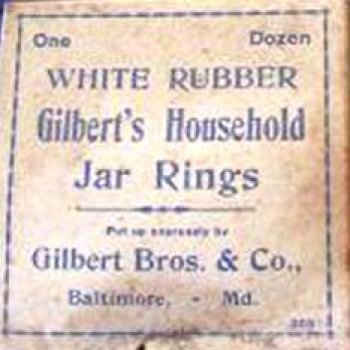 One Dozen
WHITE RUBBER
Gilbert's Household
Jar Rings
Put up expressly by
Gilbert Bros. & Co.,
Baltimore, - Md.